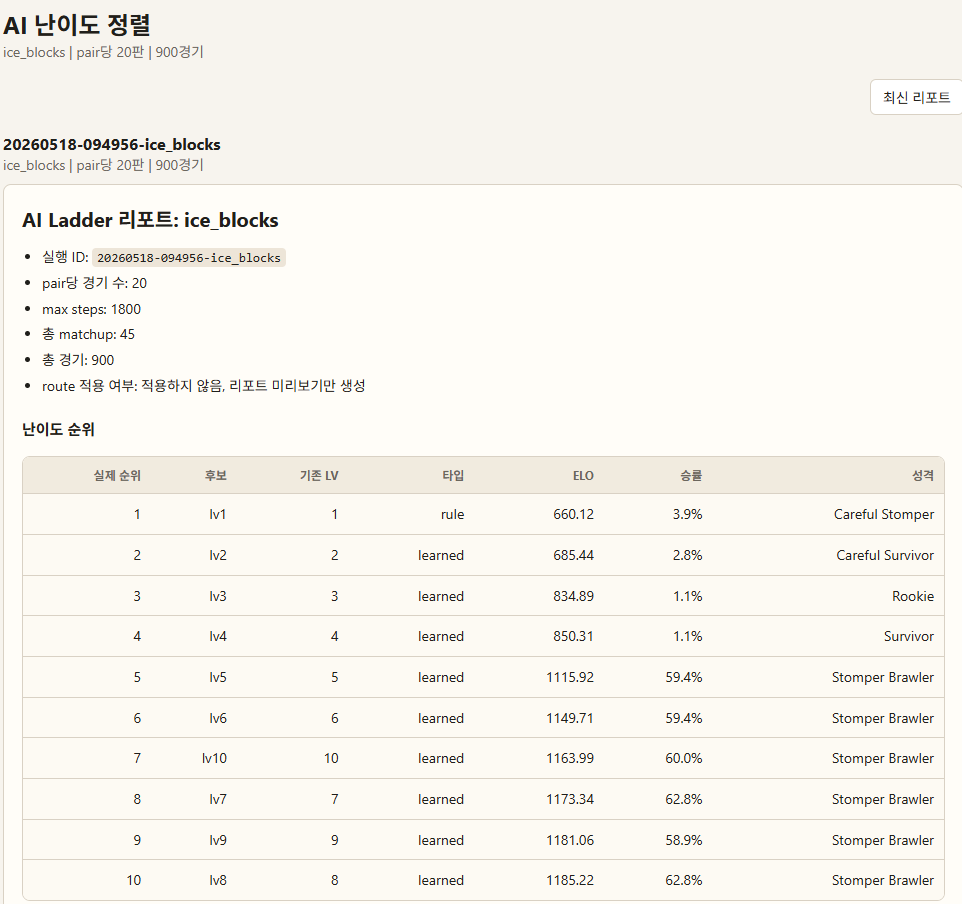 AI 난이도 정렬
ice_blocks | pair당 20판 | 900경기
최신 리포트
20260518-094956-ice_blocks
ice_blocks | pair당 20판 | 900경기
AI Ladder 리포트: ice_blocks
• 실행 ID: 20260518-094956-ice_blocks
• pair당 경기 수: 20
• max steps: 1800
• 총 matchup: 45
• 총 경기: 900
• route 적용 여부: 적용하지 않음, 리포트 미리보기만 생성
난이도 순위
실제 순위 후보 기존 LV 타입 ELO 승률 성격
1 lv1 1 rule 660.12 3.9% Careful Stomper
2 lv2 2 learned 685.44 2.8% Careful Survivor
3 lv3 3 learned 834.89 1.1% Rookie
4 lv4 4 learned 850.31 1.1% Survivor
5 lv5 5 learned 1115.92 59.4% Stomper Brawler
6 lv6 6 learned 1149.71 59.4% Stomper Brawler
7 lv10 10 learned 1163.99 60.0% Stomper Brawler
8 lv7 7 learned 1173.34 62.8% Stomper Brawler
9 lv9 9 learned 1181.06 58.9% Stomper Brawler
10 lv8 8 learned 1185.22 62.8% Stomper Brawler